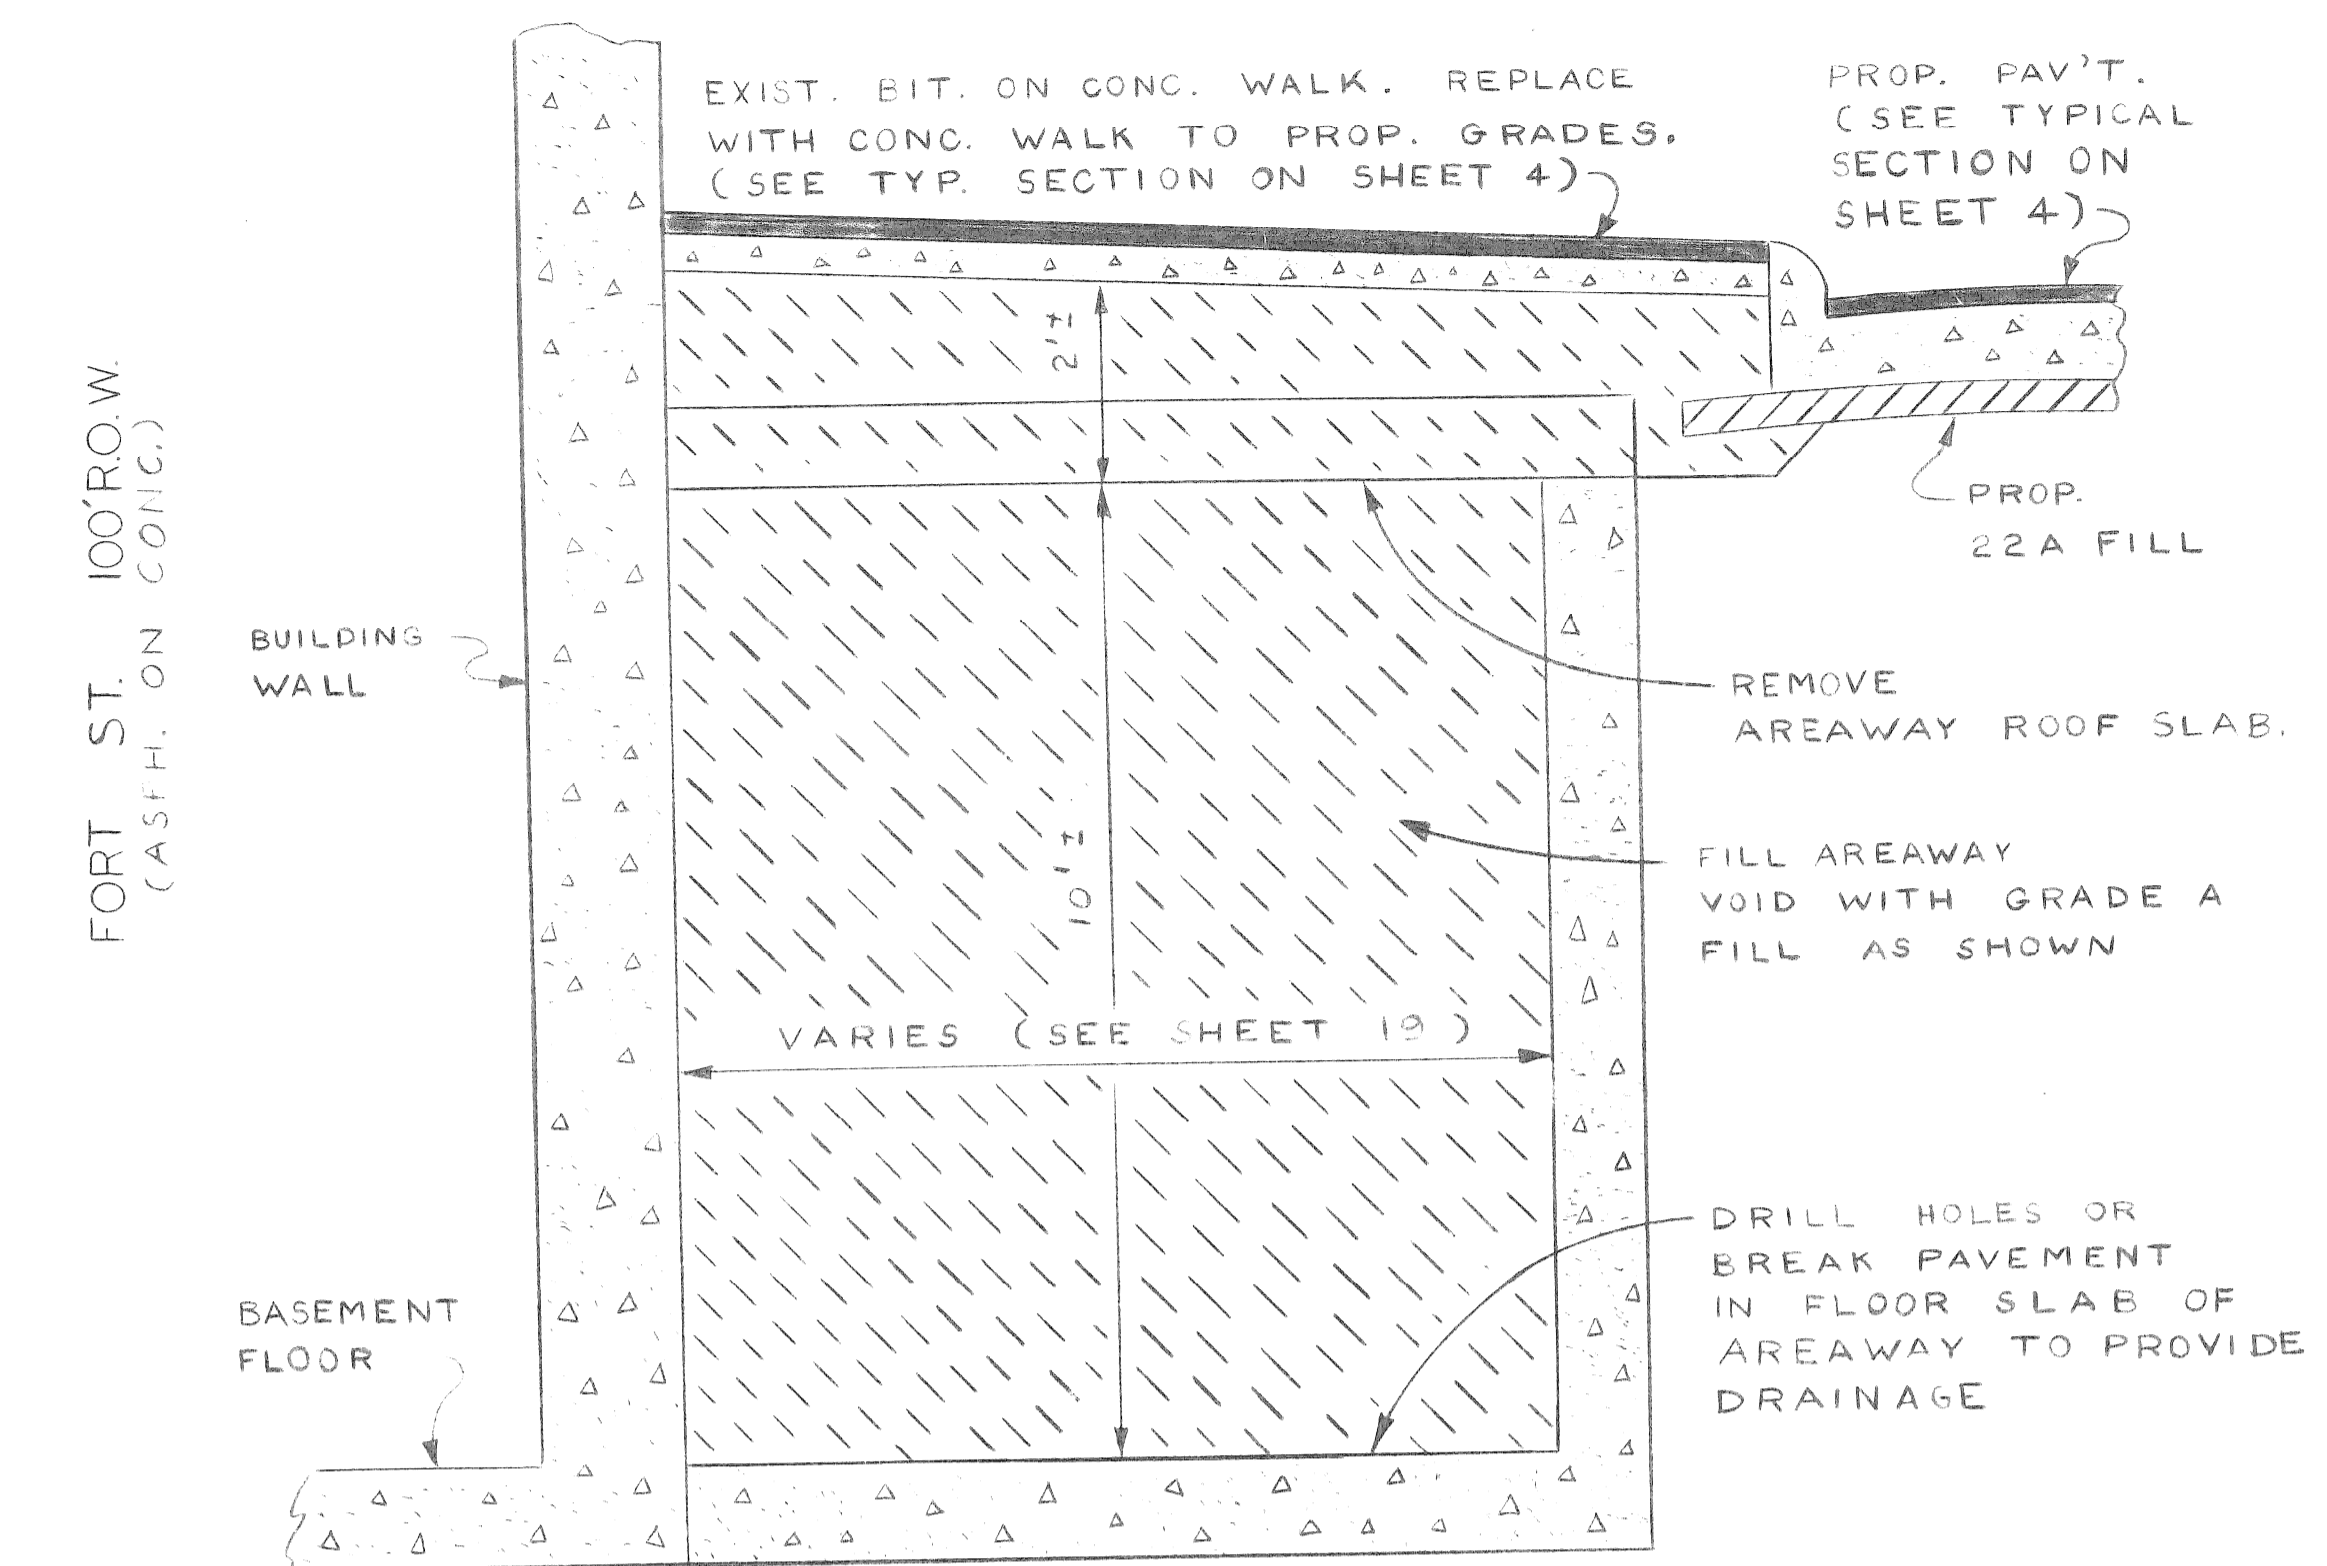 EXIST. BIT. ON CONC. WALK. REPLACE
WITH CONC. WALK TO PROP. GRADES.
(SEE TYP. SECTION ON SHEET 4)
PROP. PAV'T.
(SEE TYPICAL
SECTION ON
SHEET 4)
2'±
PROP.
22A FILL
FORT ST. 100' R.O.W.
(ASPH. ON CONC.)
BUILDING
WALL
REMOVE
AREAWAY ROOF SLAB.
10'±
FILL AREAWAY
VOID WITH GRADE A
FILL AS SHOWN
VARIES (SEE SHEET 19)
DRILL HOLES OR
BREAK PAVEMENT
IN FLOOR SLAB OF
AREAWAY TO PROVIDE
DRAINAGE
BASEMENT
FLOOR